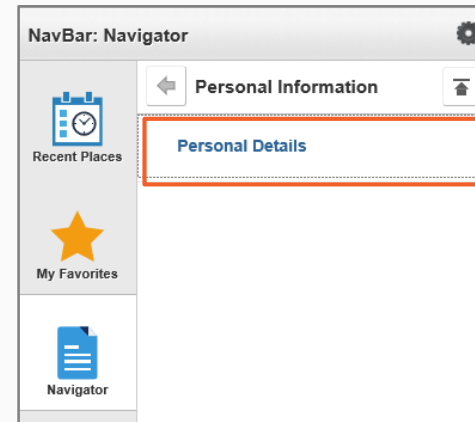 NavBar: Navigator
Personal Information
Personal Details
Recent Places
My Favorites
Navigator